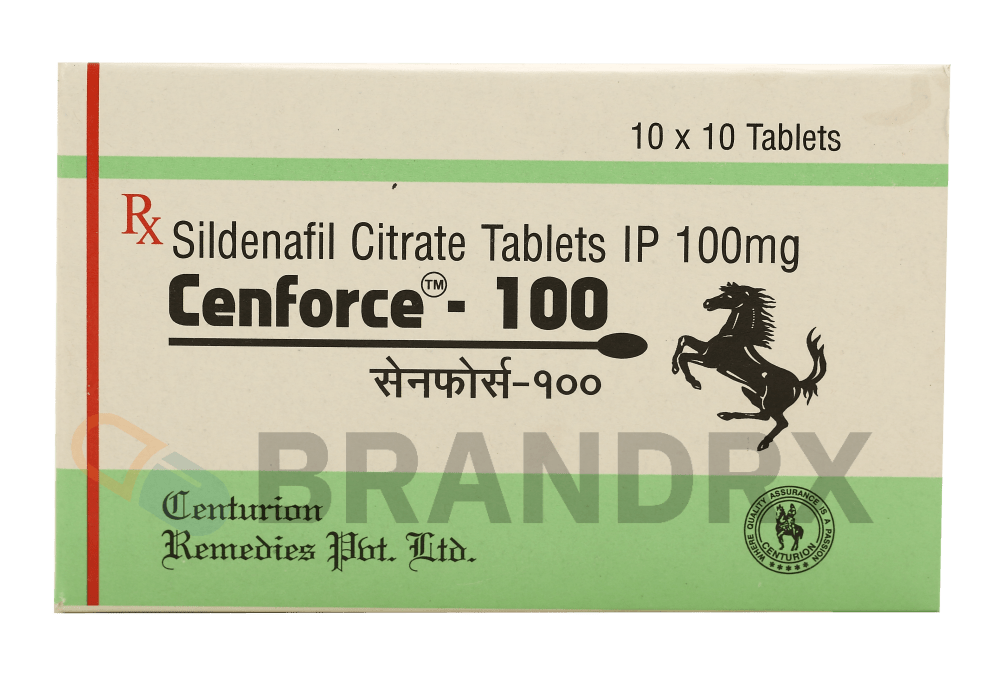 10 x 10 Tablets
Rx Sildenafil Citrate Tablets IP 100mg
Cenforce™- 100
सेनफोर्स-१००
BRANDRX
Centurion
Remedies Pvt. Ltd.
WHERE QUALITY ASSURANCE IS A PASSION
CENTURION